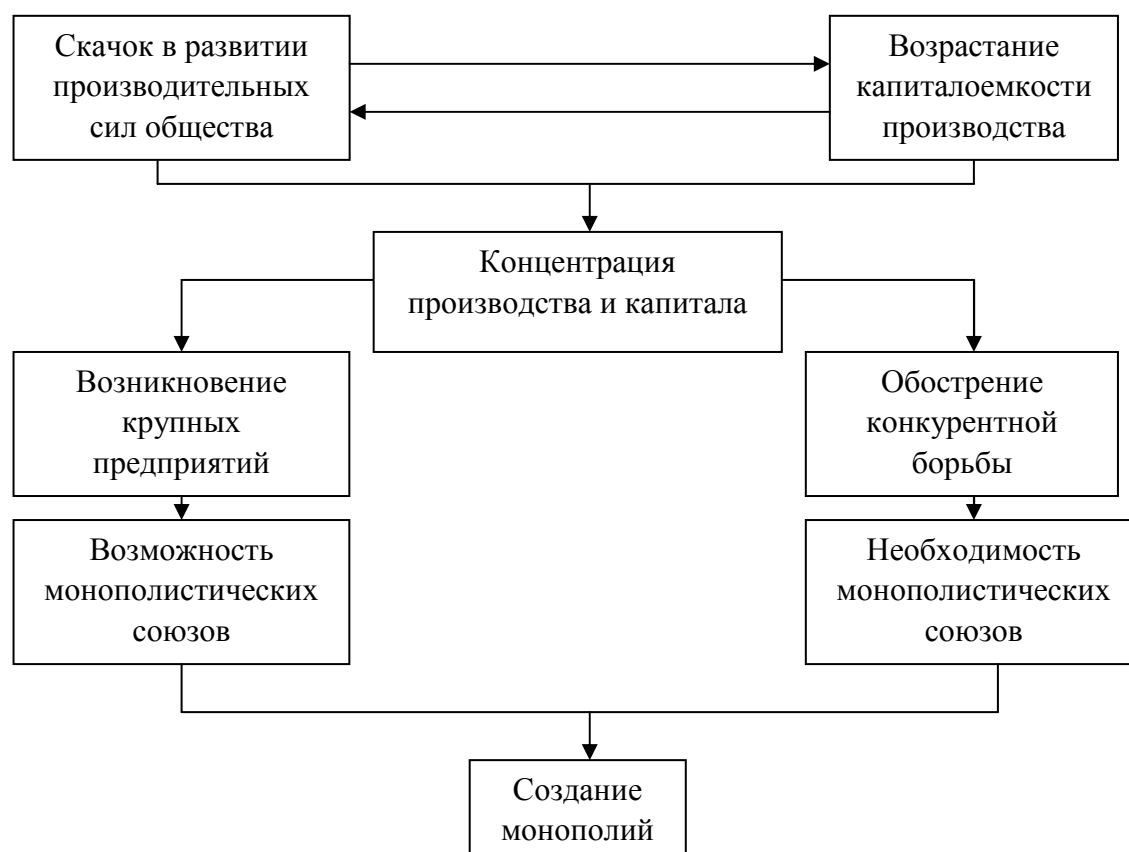 Скачок в развитии
производительных
сил общества
Возрастание
капиталоемкости
производства
Концентрация
производства и капитала
Возникновение
крупных
предприятий
Обострение
конкурентной
борьбы
Возможность
монополистических
союзов
Необходимость
монополистических
союзов
Создание
монополий